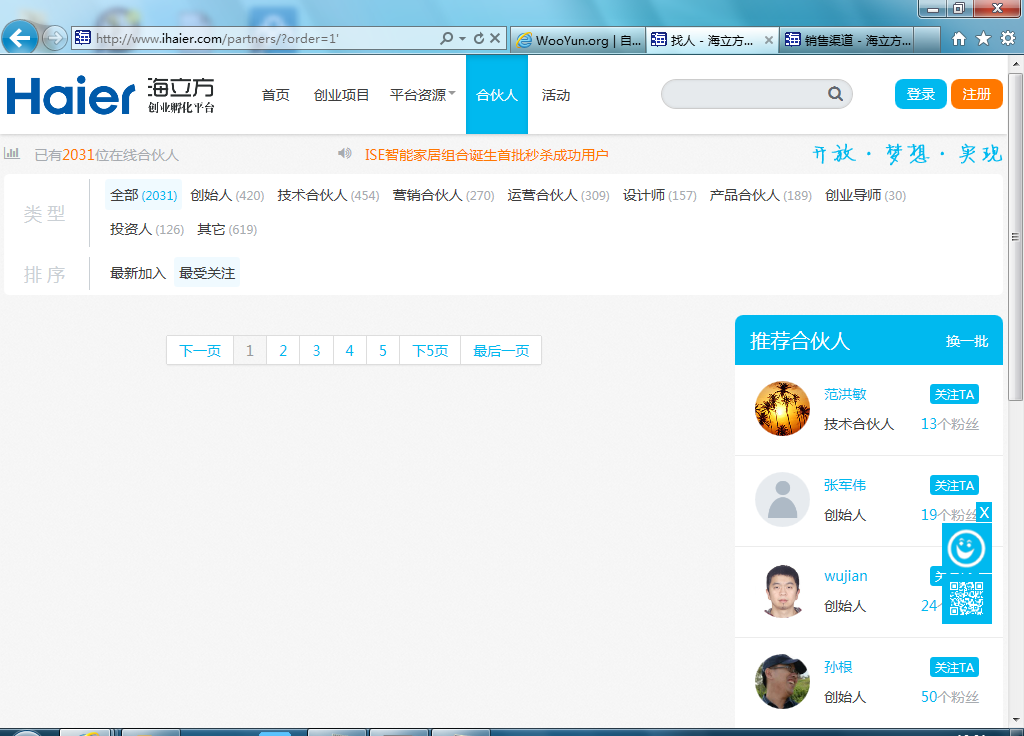 http://www.ihaier.com/partners/?order=1'
WooYun.org | 自...
找人 - 海立方...
销售渠道 - 海立方...
Haier 海立方
创业孵化平台
首页 创业项目 平台资源 合伙人 活动
登录 注册
已有2031位在线合伙人
ISE智能家居组合诞生首批秒杀成功用户
开放·梦想·实现
类型
全部 (2031) 创始人 (420) 技术合伙人 (454) 营销合伙人 (270) 运营合伙人 (309) 设计师 (157) 产品合伙人 (189) 创业导师 (30)
投资人 (126) 其它 (619)
排序
最新加入 最受关注
下一页 1 2 3 4 5 下5页 最后一页
推荐合伙人 换一批
范洪敏 关注TA
技术合伙人 13个粉丝
张军伟 关注TA
创始人 19个粉丝
X
wujian 关
创始人 24
孙根 关注TA
创始人 50个粉丝